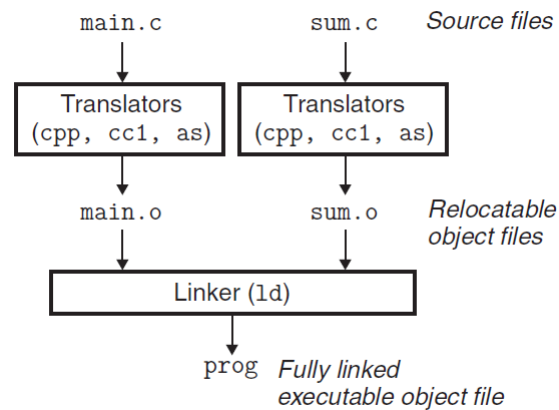 main.c sum.c Source files
Translators Translators
(cpp, cc1, as) (cpp, cc1, as)
main.o sum.o Relocatable
object files
Linker (ld)
prog Fully linked
executable object file